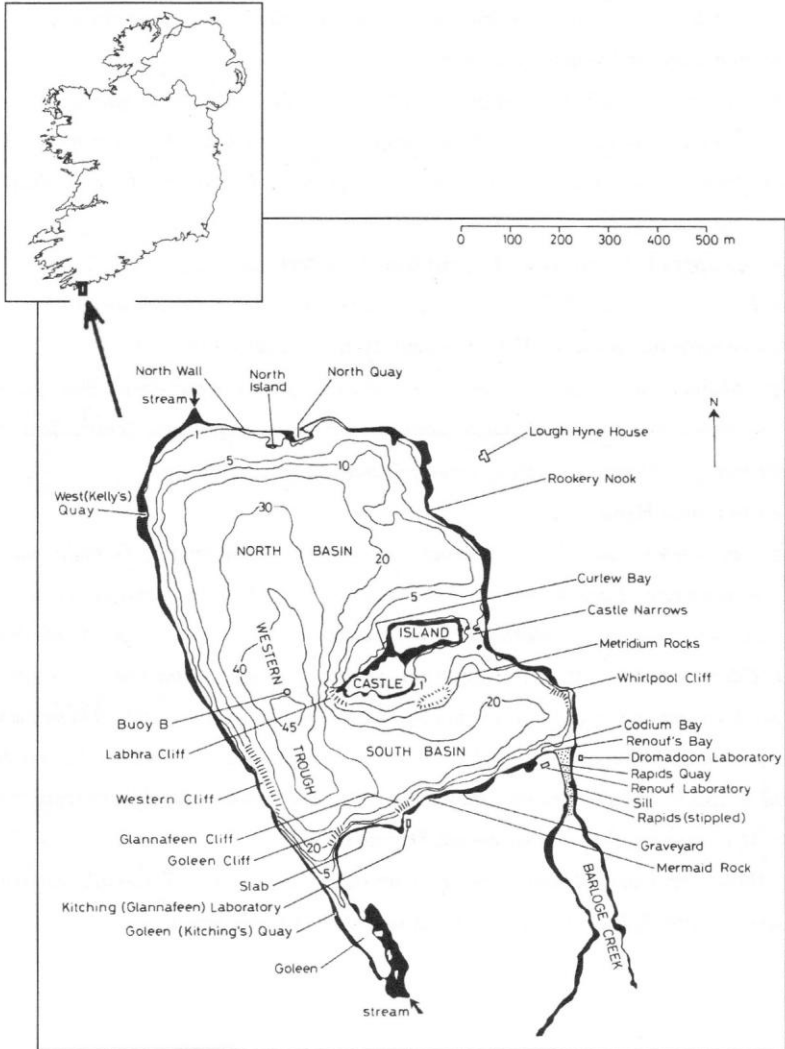 0 100 200 300 400 500 m
North Wall
North
Island
North Quay
stream
N
1
5
10
Lough Hyne House
West(Kelly's)
Quay
Rookery Nook
30
NORTH BASIN
20
Curlew Bay
5
Castle Narrows
ISLAND
Metridium Rocks
WESTERN
TROUGH
40
CASTLE
1
Whirlpool Cliff
20
Buoy B
45
Codium Bay
SOUTH BASIN
Renouf's Bay
Labhra Cliff
Dromadoon Laboratory
Rapids Quay
Western Cliff
Renouf Laboratory
Sill
Glannafeen Cliff
Rapids (stippled)
Goleen Cliff
20
Graveyard
Slab
5
Mermaid Rock
Kitching (Glannafeen) Laboratory
BARLOGE CREEK
Goleen (Kitching's) Quay
Goleen
stream